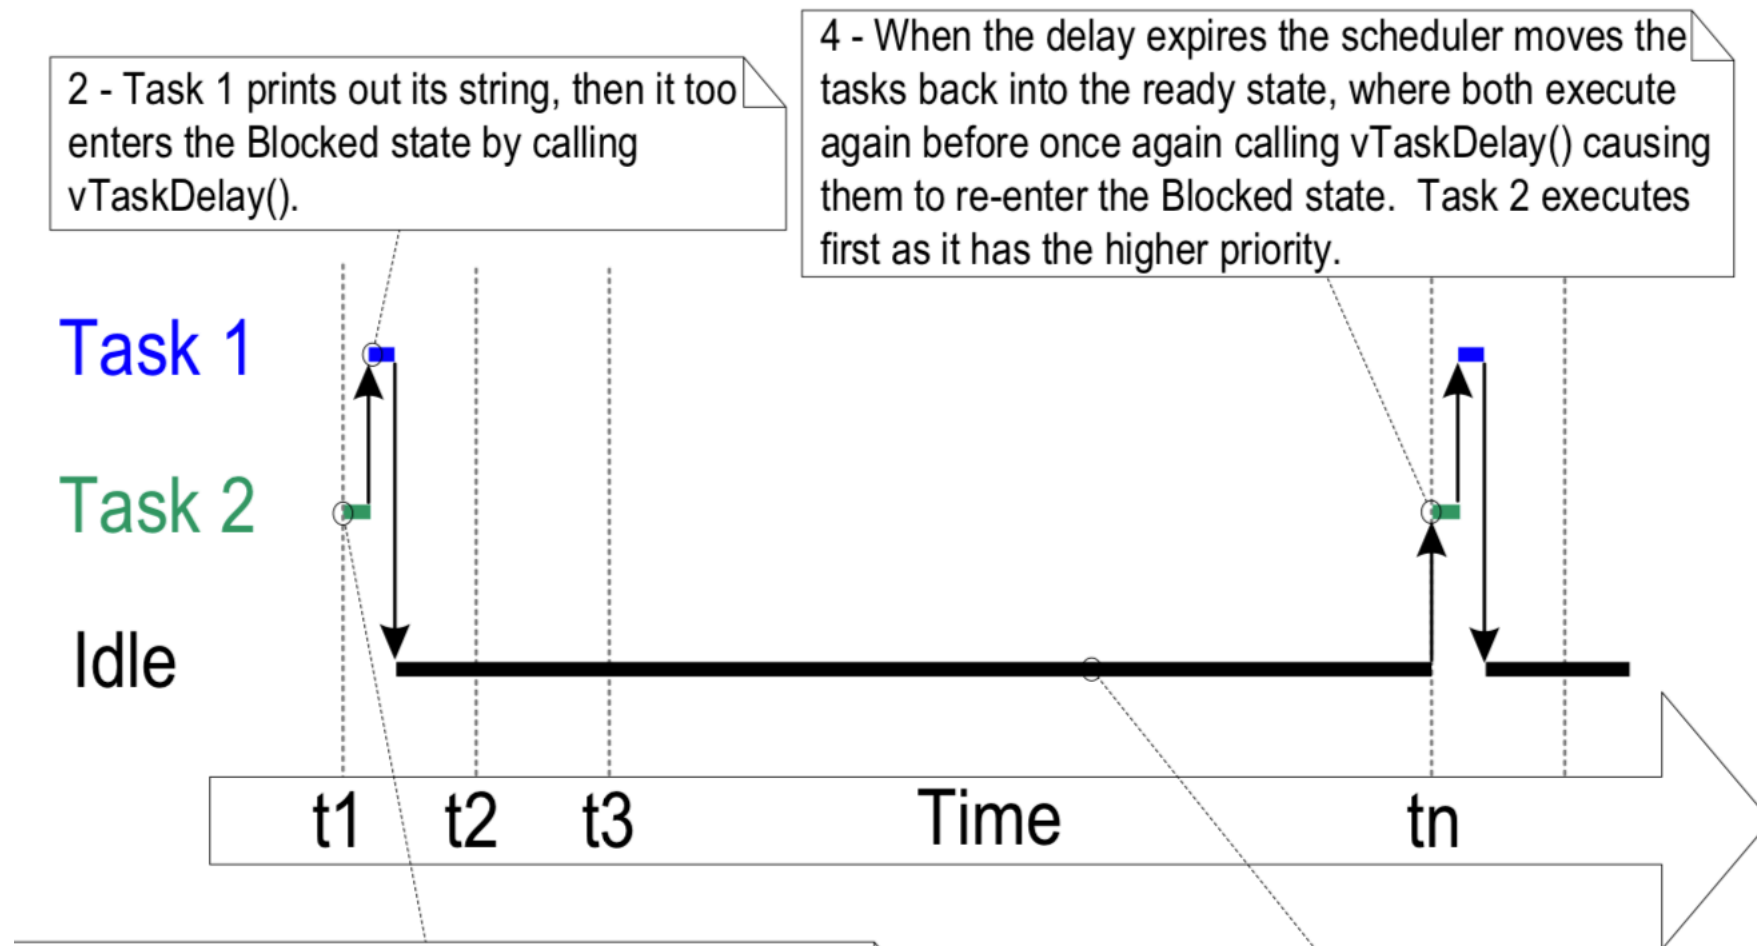 2 - Task 1 prints out its string, then it too
enters the Blocked state by calling
vTaskDelay().
4 - When the delay expires the scheduler moves the
tasks back into the ready state, where both execute
again before once again calling vTaskDelay() causing
them to re-enter the Blocked state.  Task 2 executes
first as it has the higher priority.
Task 1
Task 2
Idle
t1
t2
t3
Time
tn